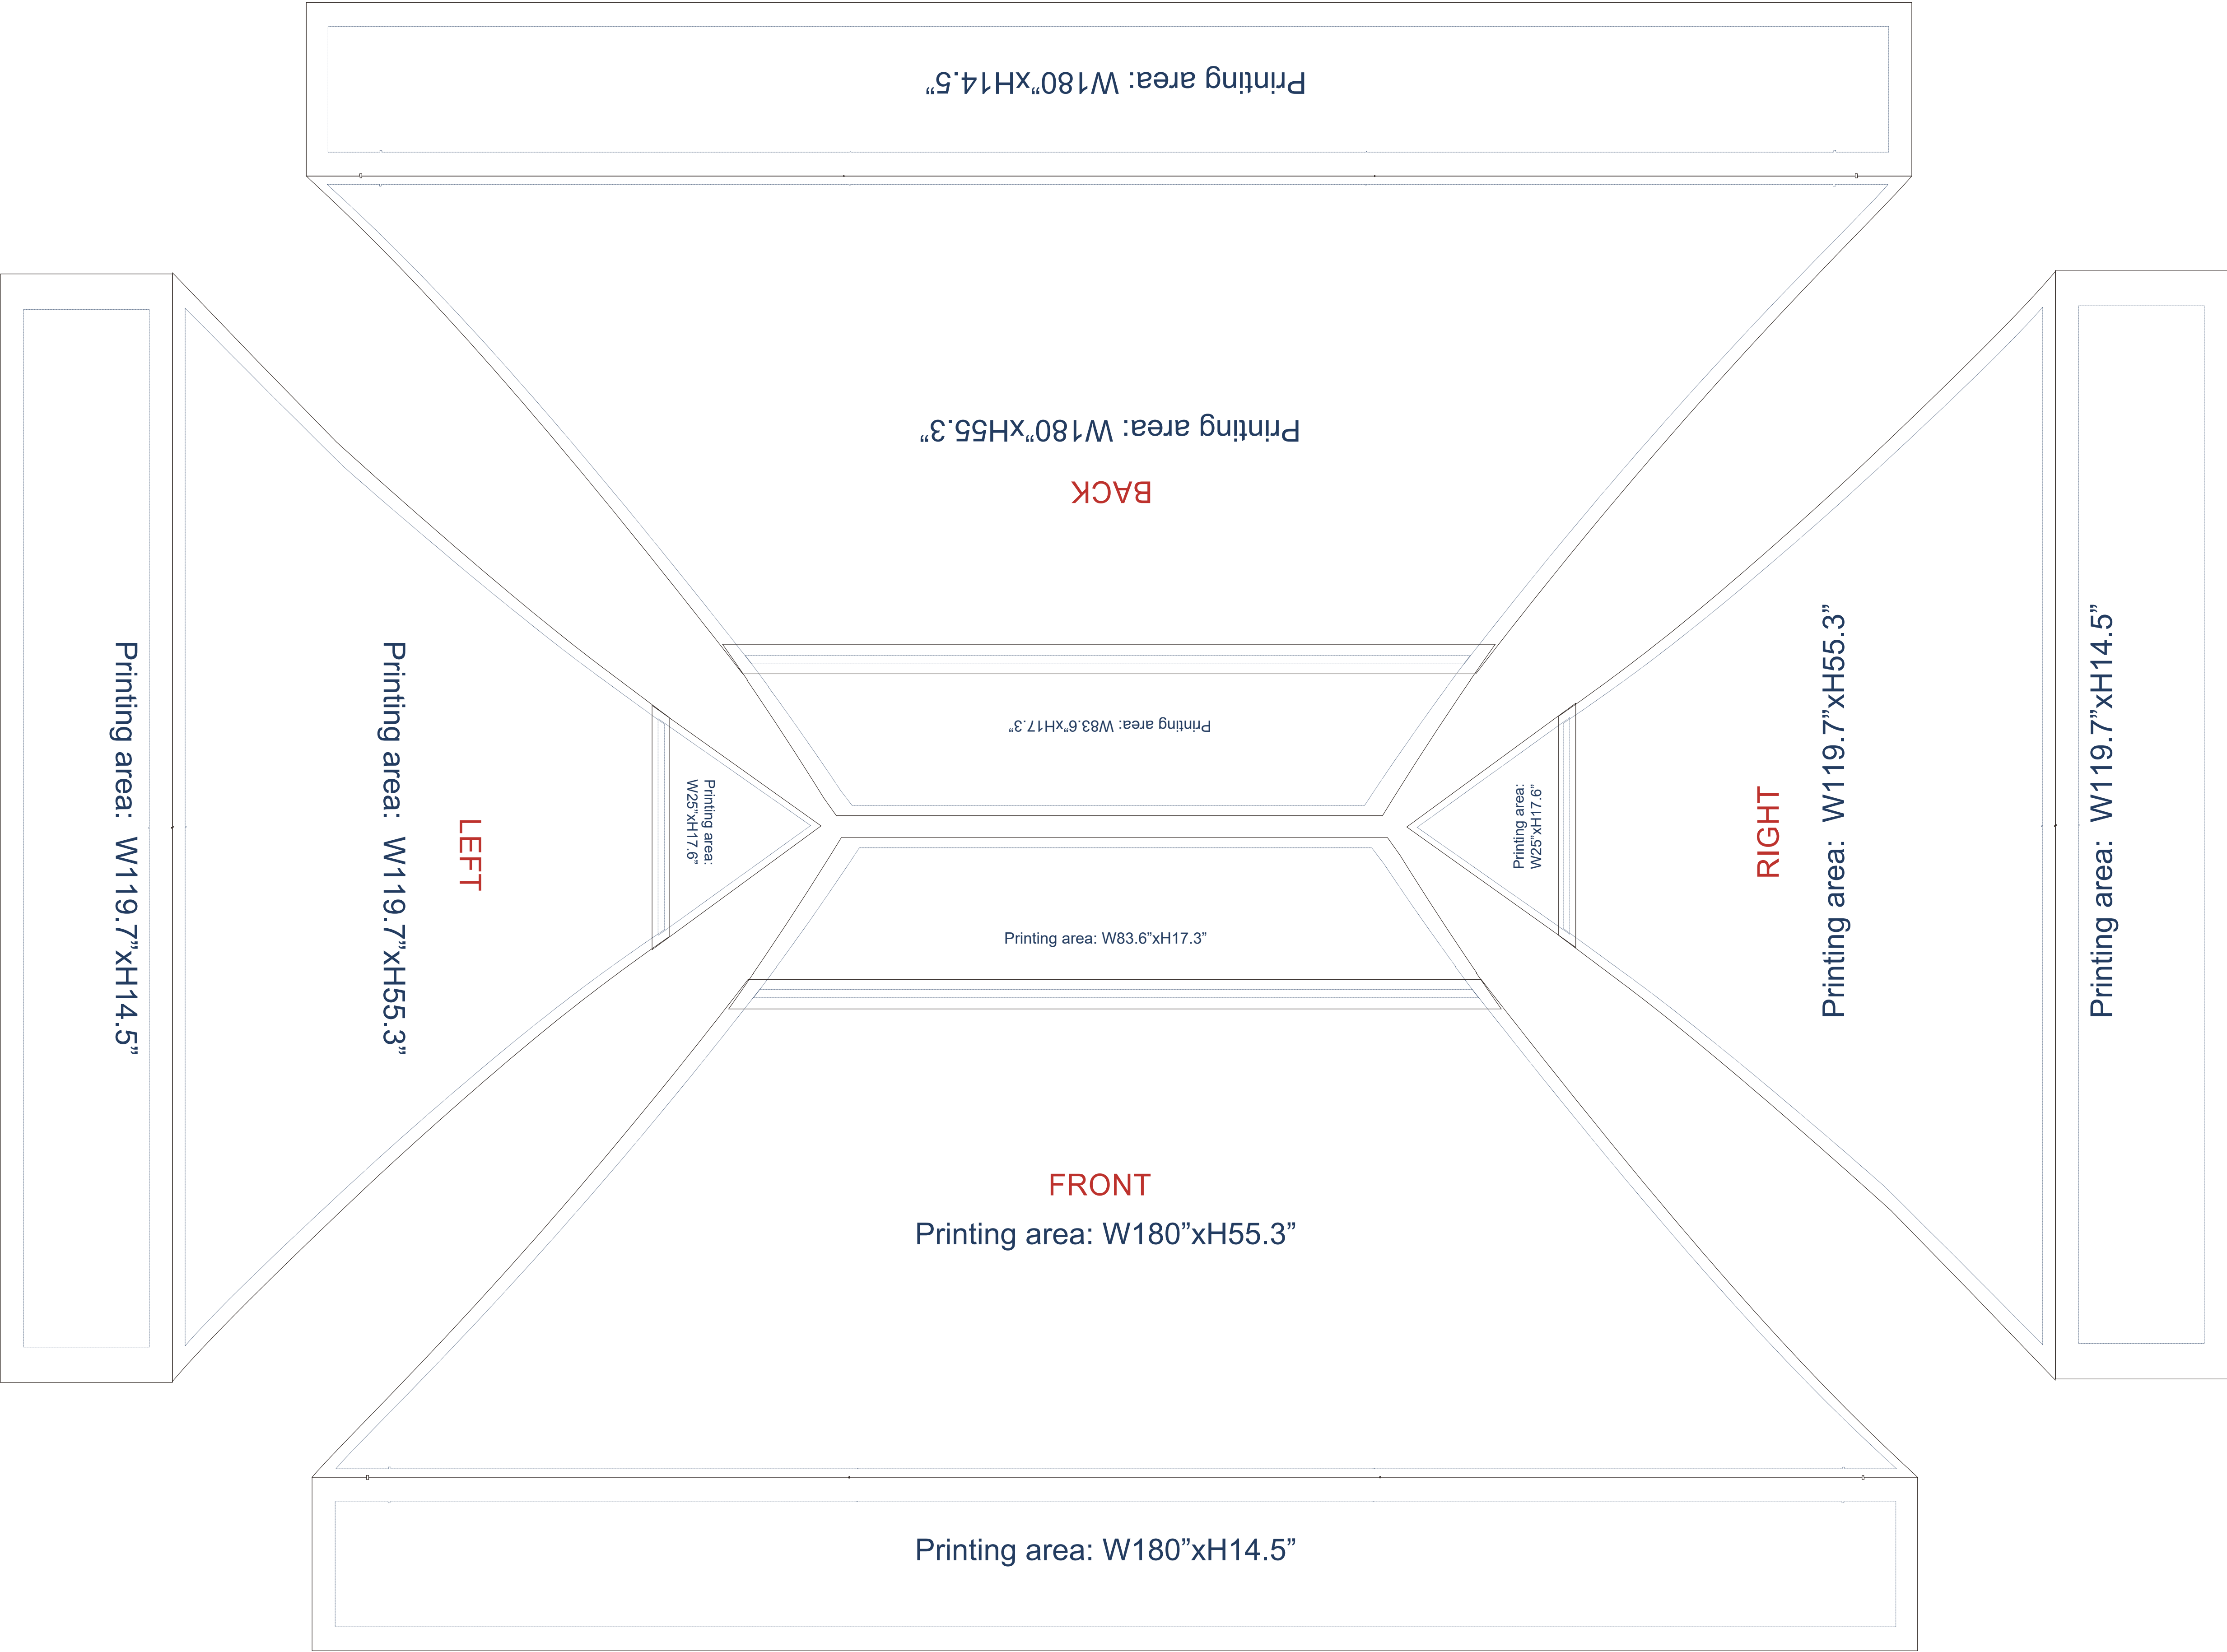 Printing area: W180”xH14.5”
Printing area: W180”xH55.3”
BACK
Printing area: W83.6”xH17.3”
Printing area: W119.7”xH14.5”
Printing area: W119.7”xH55.3”
LEFT
Printing area:
W25”xH17.6”
Printing area:
W25”xH17.6”
RIGHT
Printing area: W119.7”xH55.3”
Printing area: W119.7”xH14.5”
Printing area: W83.6”xH17.3”
FRONT
Printing area: W180”xH55.3”
Printing area: W180”xH14.5”